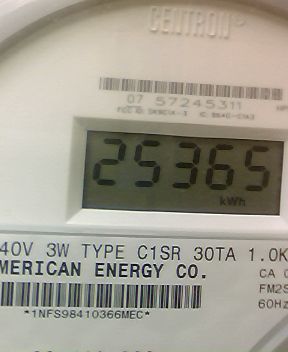 CENTRON
07 57245311
25365
kWh
40V 3W TYPE C1SR 30TA 1.0K
MERICAN ENERGY CO.
CA 0
FM2S
60Hz
*1NFS98410366MEC*